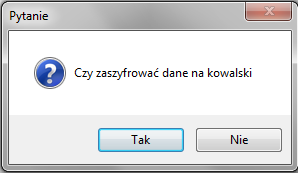 Pytanie
Czy zaszyfrować dane na kowalski
Tak
Nie